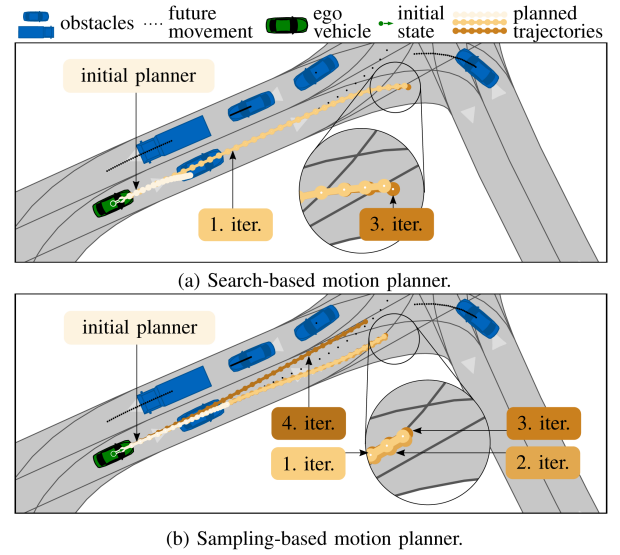 obstacles
future
movement
ego
vehicle
initial
state
planned
trajectories
initial planner
1. iter.
3. iter.
(a) Search-based motion planner.
initial planner
4. iter.
3. iter.
1. iter.
2. iter.
(b) Sampling-based motion planner.